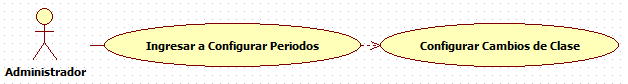 Ingresar a Configurar Periodos
Configurar Cambios de Clase
Administrador